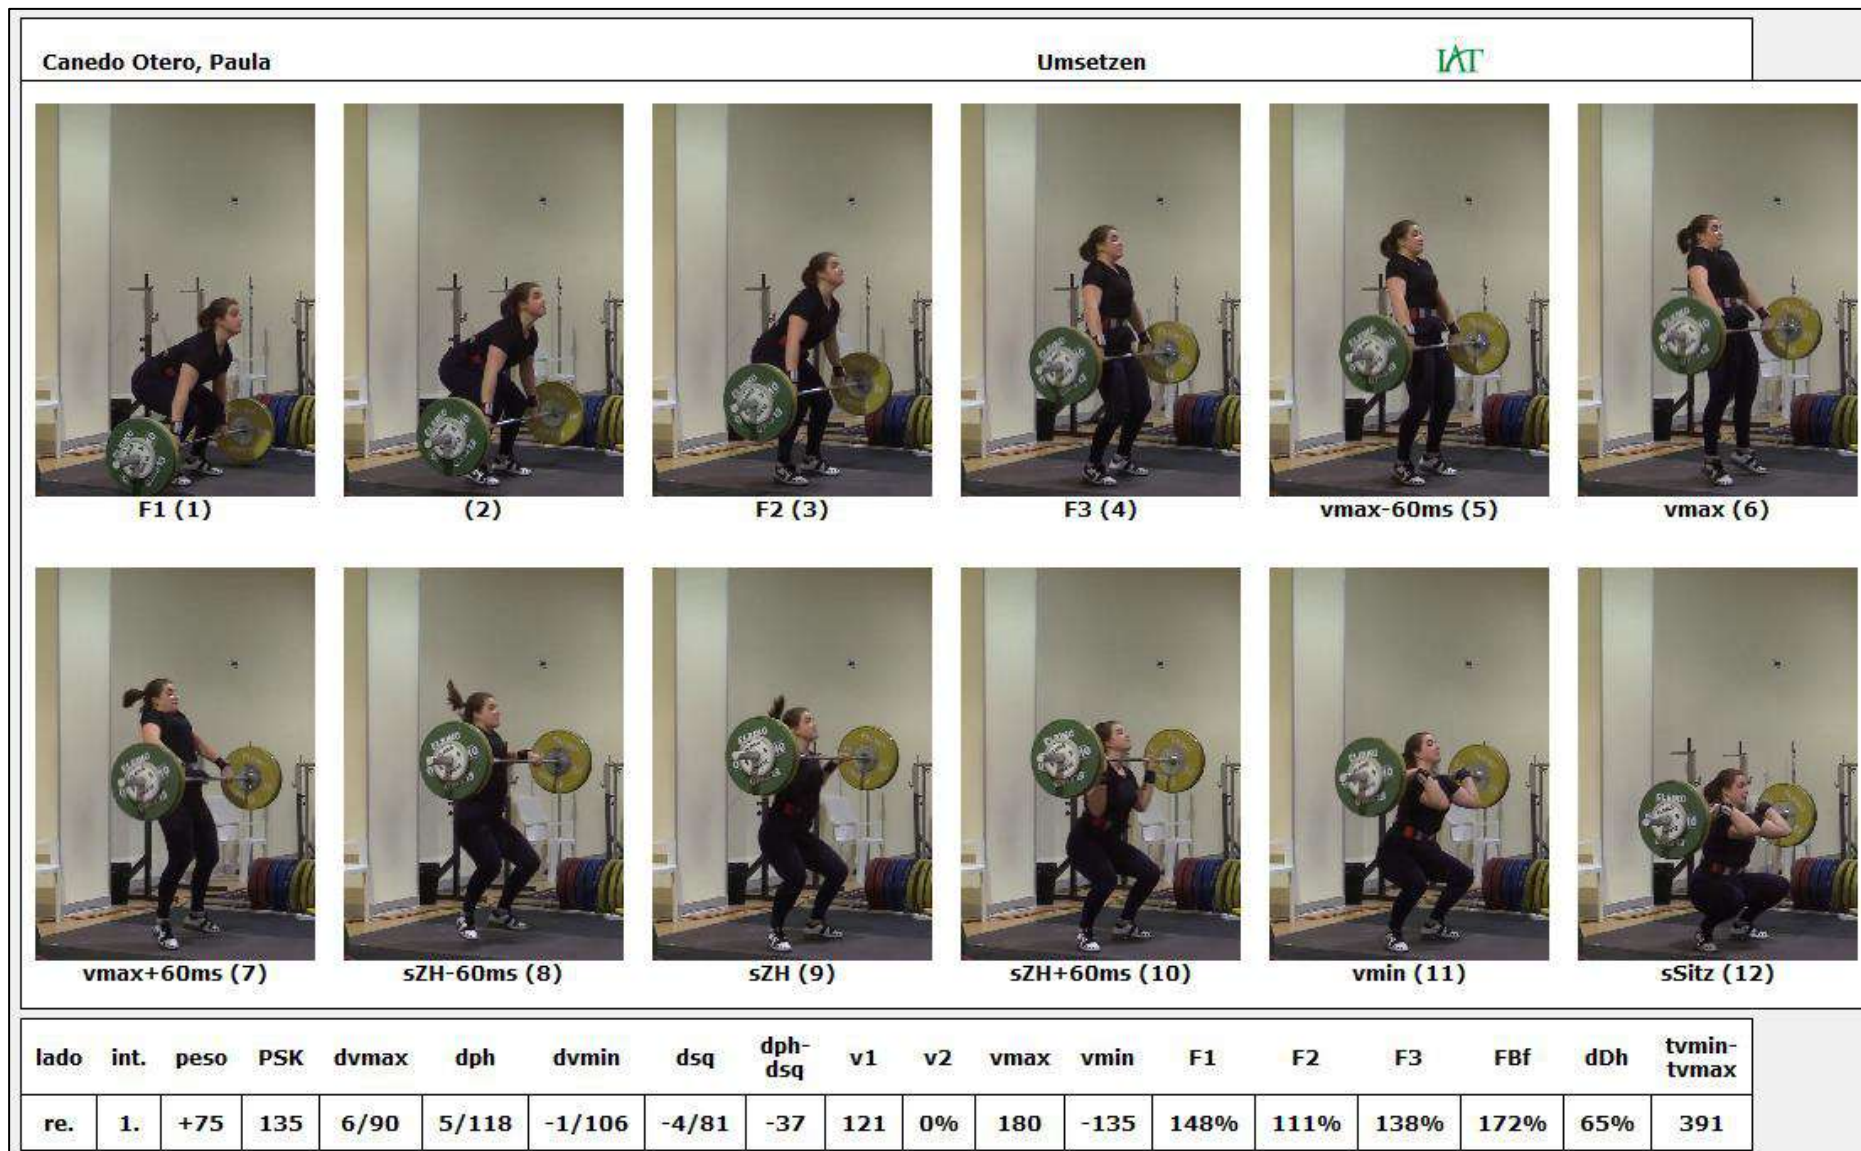 Canedo Otero, Paula Umsetzen IAT
F1 (1) (2) F2 (3) F3 (4) vmax-60ms (5) vmax (6)
vmax+60ms (7) sZH-60ms (8) sZH (9) sZH+60ms (10) vmin (11) sSitz (12)
lado int. peso PSK dvmax dph dvmin dsq dph-dsq v1 v2 vmax vmin F1 F2 F3 FBf dDh tvmin-tvmax
re. 1. +75 135 6/90 5/118 -1/106 -4/81 -37 121 0% 180 -135 148% 111% 138% 172% 65% 391